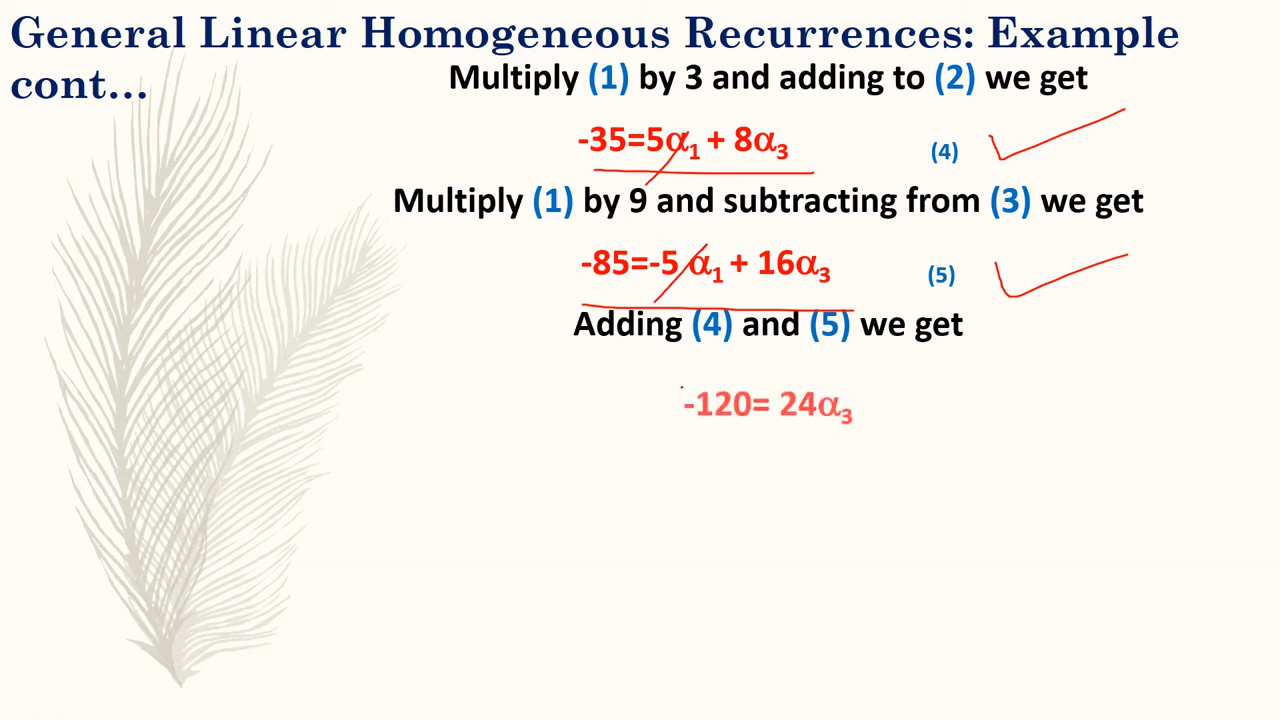 General Linear Homogeneous Recurrences: Example
cont...
Multiply (1) by 3 and adding to (2) we get
-35=5α₁ + 8α₃ (4)
Multiply (1) by 9 and subtracting from (3) we get
-85=-5 α₁ + 16α₃ (5)
Adding (4) and (5) we get
-120= 24α₃